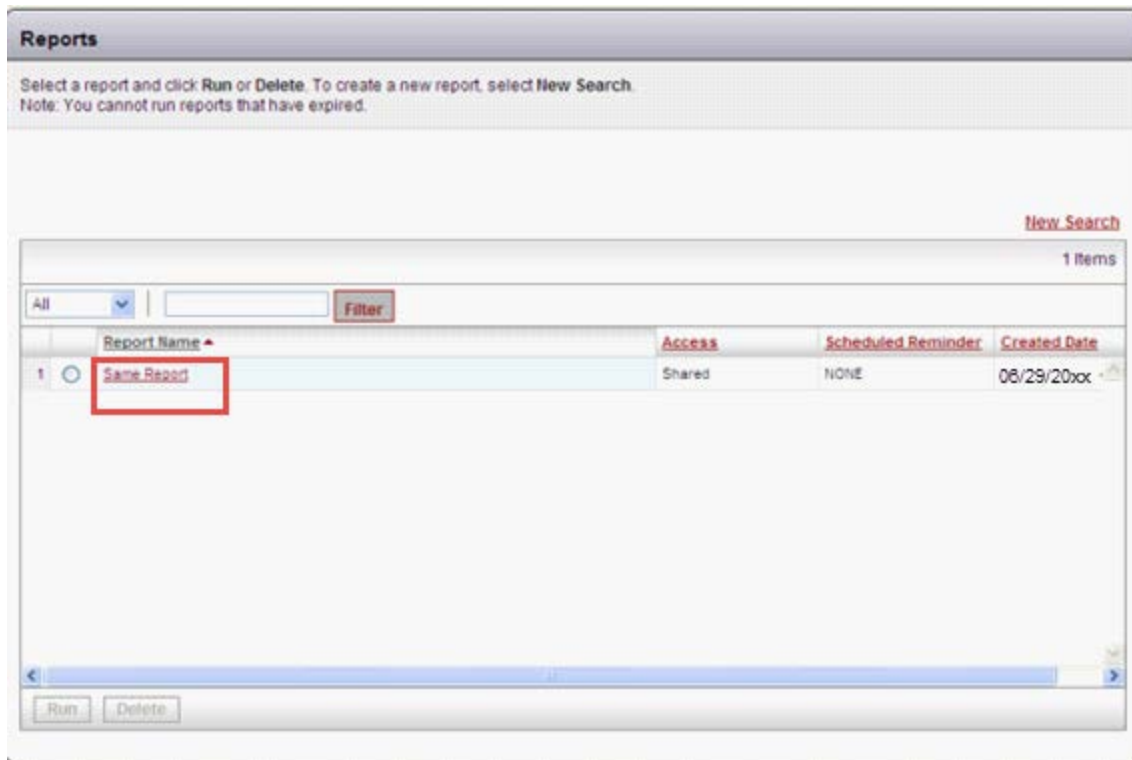 Reports
Select a report and click Run or Delete. To create a new report, select New Search.
Note: You cannot run reports that have expired.
New Search
1 Items
All Filter
Report Name Access Scheduled Reminder Created Date
1 Same Report Shared NONE 06/29/20xx
Run Delete